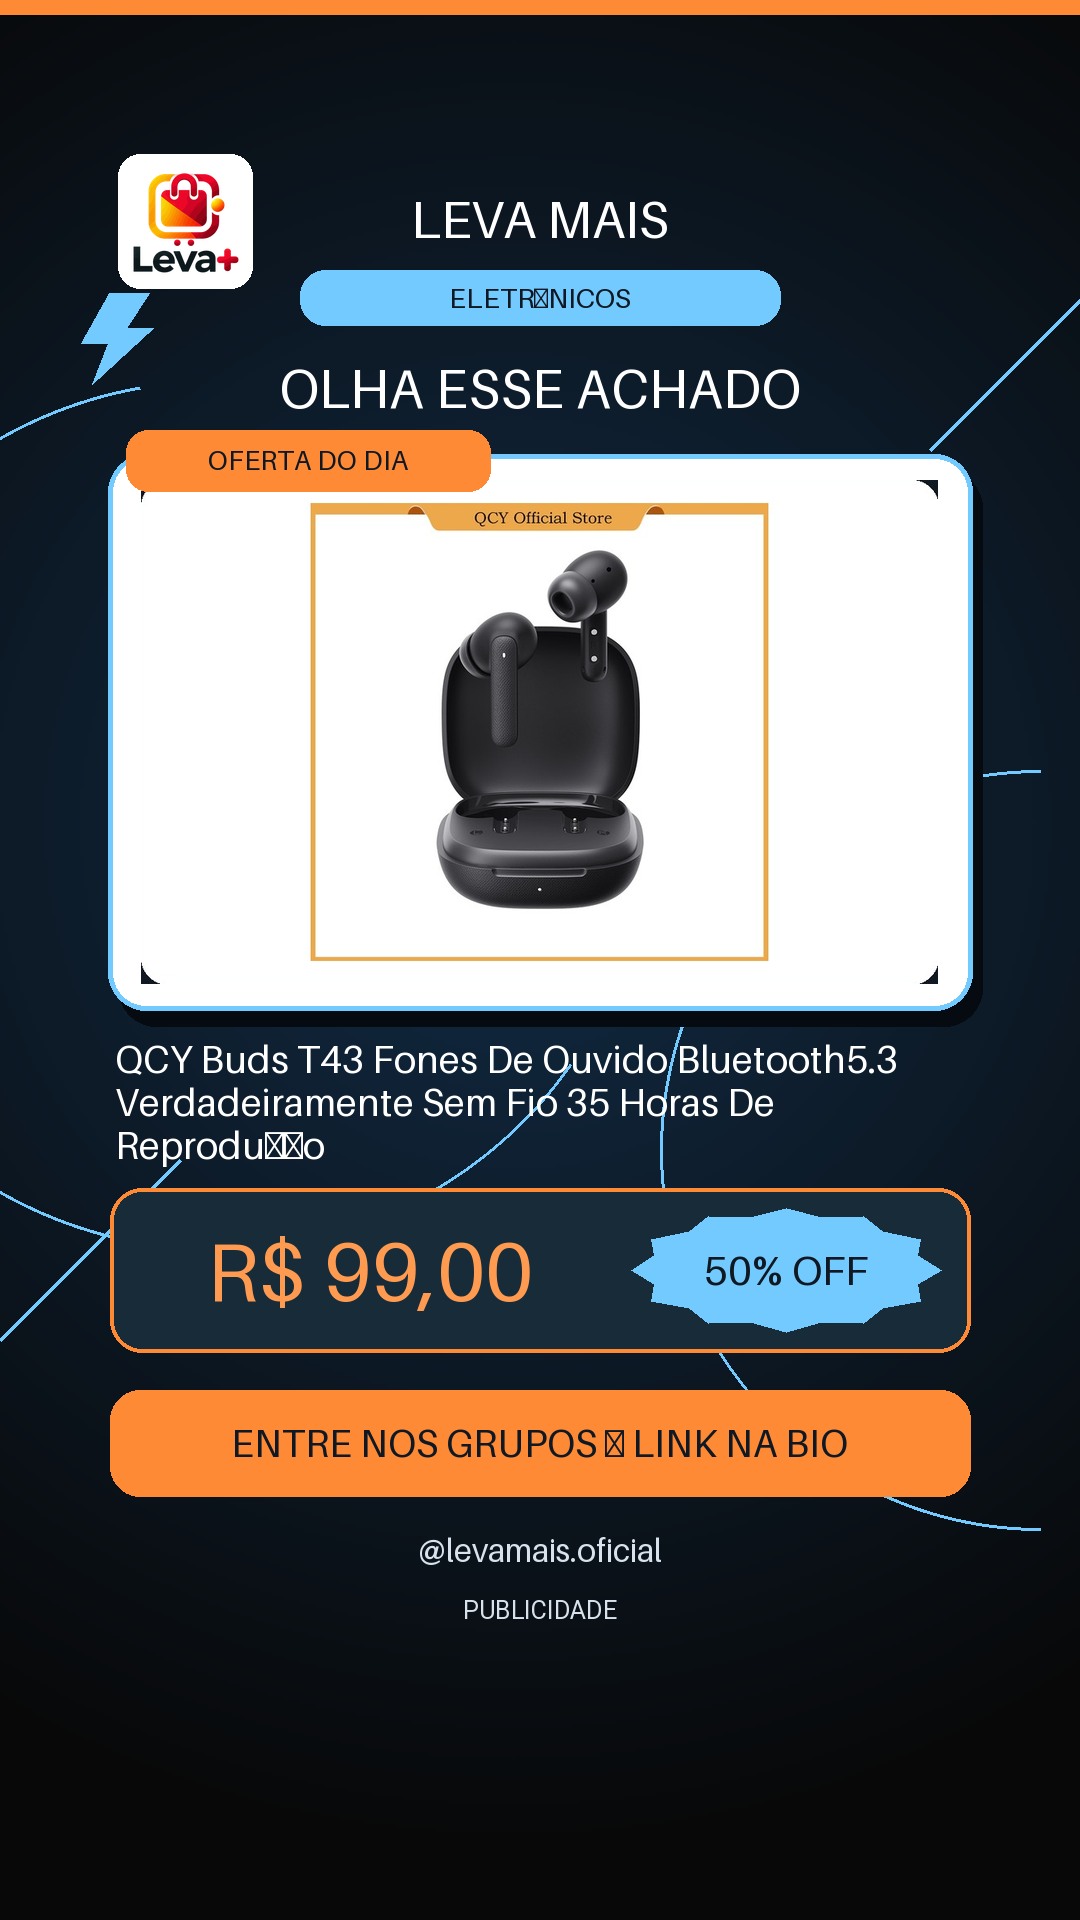 Leva+
LEVA MAIS
ELETR☒NICOS
OLHA ESSE ACHADO
OFERTA DO DIA
QCY Official Store
QCY Buds T43 Fones De Ouvido Bluetooth5.3
Verdadeiramente Sem Fio 35 Horas De
Reprodu☒☒o
R$ 99,00
50% OFF
ENTRE NOS GRUPOS ☒ LINK NA BIO
@levamais.oficial
PUBLICIDADE